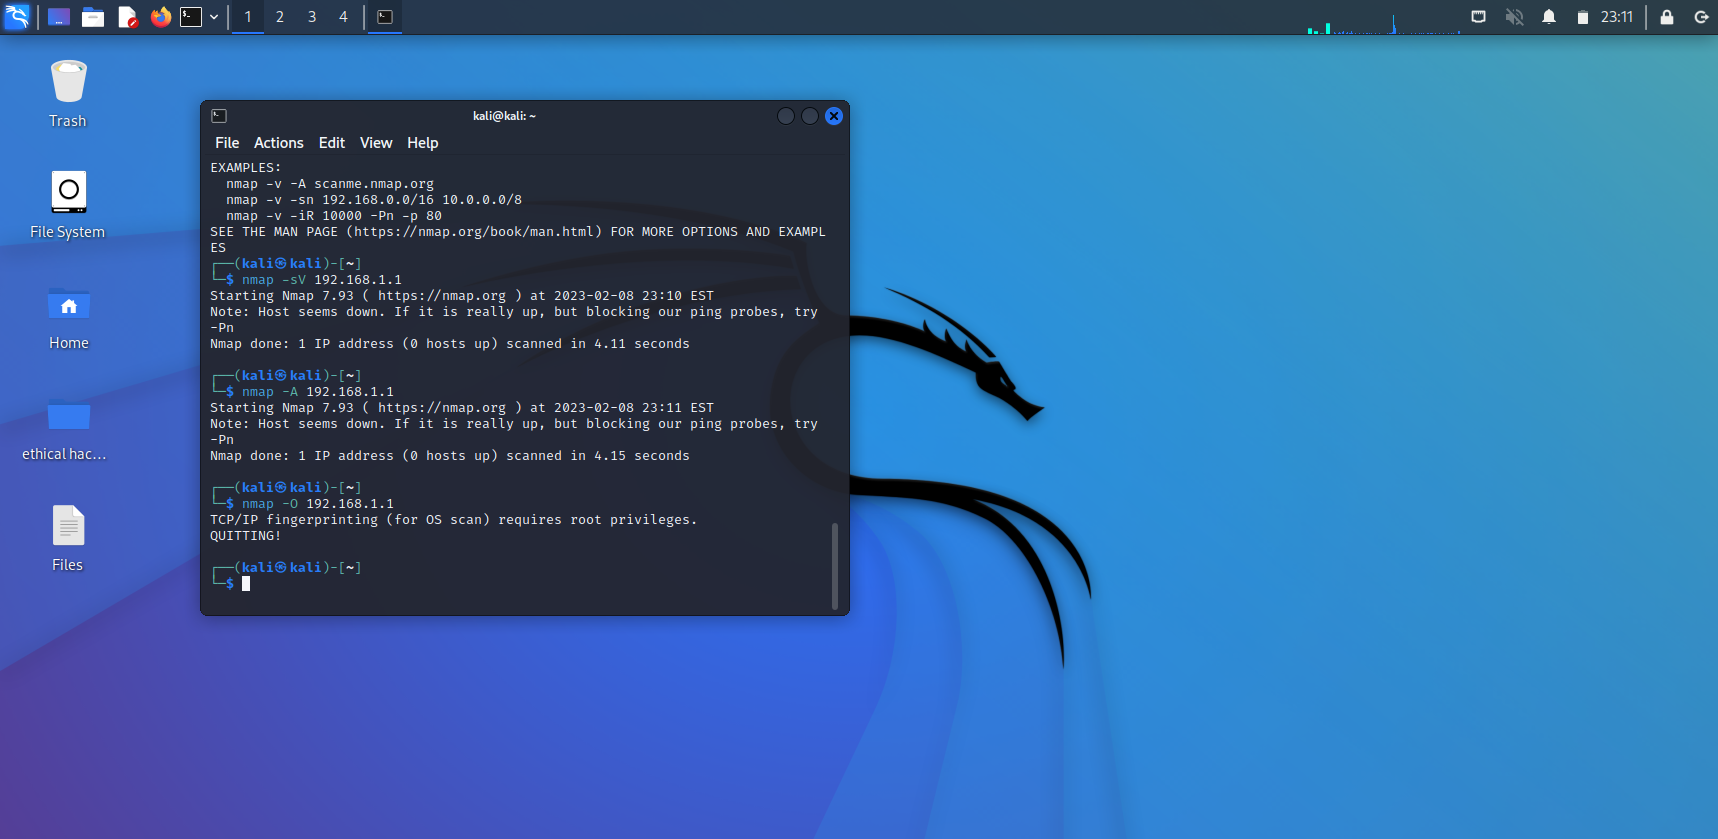 1 2 3 4
23:11
Trash
File System
Home
ethical hac...
Files
kali@kali: ~
File Actions Edit View Help
EXAMPLES:
nmap -v -A scanme.nmap.org
nmap -v -sn 192.168.0.0/16 10.0.0.0/8
nmap -v -iR 10000 -Pn -p 80
SEE THE MAN PAGE (https://nmap.org/book/man.html) FOR MORE OPTIONS AND EXAMPL
ES
┌──(kali㉿kali)-[~]
└─$ nmap -sV 192.168.1.1
Starting Nmap 7.93 ( https://nmap.org ) at 2023-02-08 23:10 EST
Note: Host seems down. If it is really up, but blocking our ping probes, try
-Pn
Nmap done: 1 IP address (0 hosts up) scanned in 4.11 seconds
┌──(kali㉿kali)-[~]
└─$ nmap -A 192.168.1.1
Starting Nmap 7.93 ( https://nmap.org ) at 2023-02-08 23:11 EST
Note: Host seems down. If it is really up, but blocking our ping probes, try
-Pn
Nmap done: 1 IP address (0 hosts up) scanned in 4.15 seconds
┌──(kali㉿kali)-[~]
└─$ nmap -O 192.168.1.1
TCP/IP fingerprinting (for OS scan) requires root privileges.
QUITTING!
┌──(kali㉿kali)-[~]
└─$